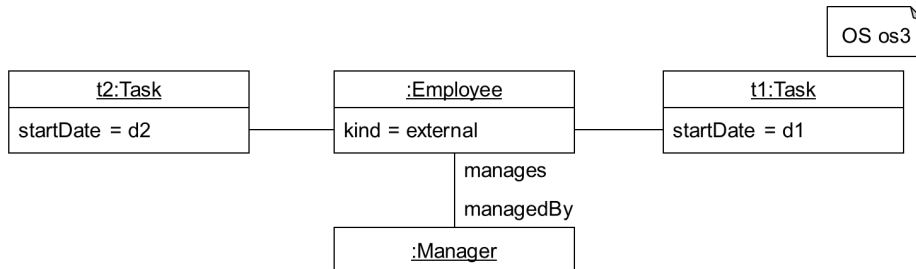 OS os3
t2:Task
startDate = d2
:Employee
kind = external
t1:Task
startDate = d1
manages
managedBy
:Manager